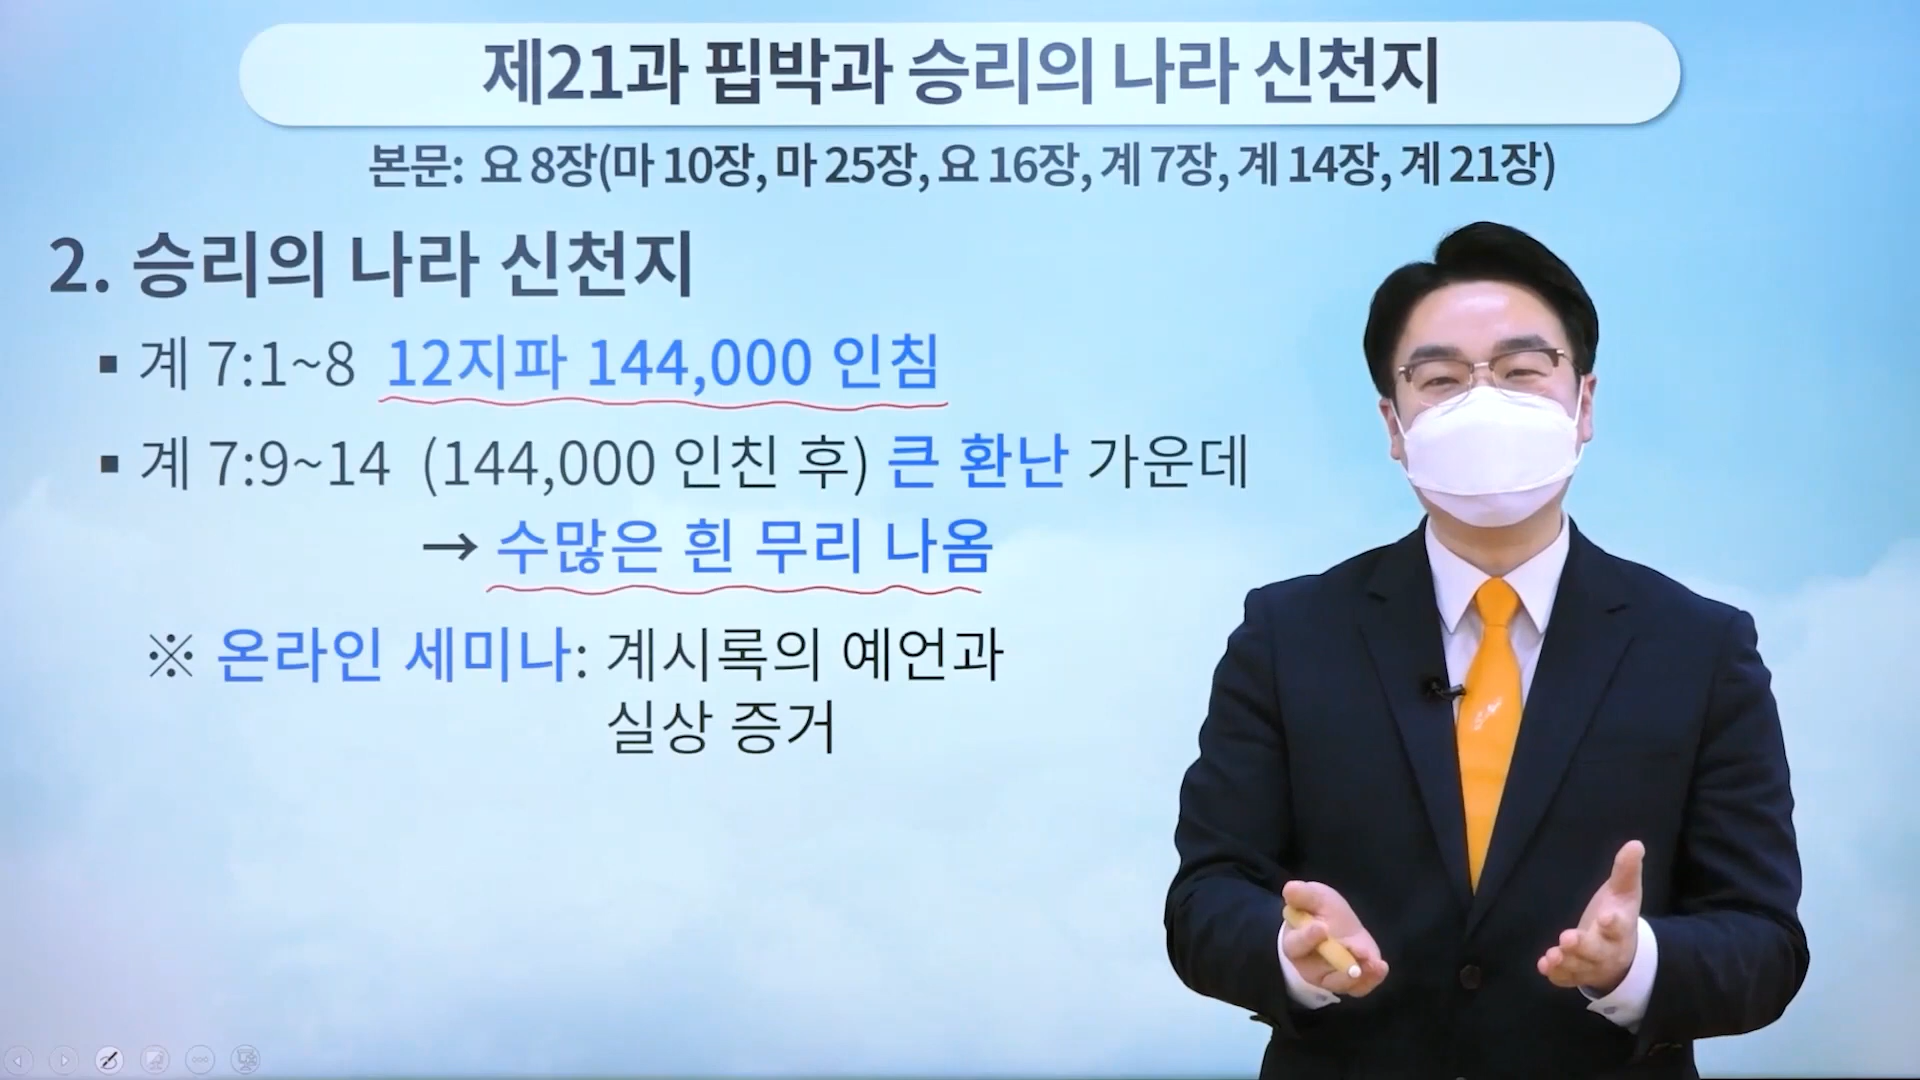 제21과 핍박과 승리의 나라 신천지
본문: 요 8장(마 10장, 마 25장, 요 16장, 계 7장, 계 14장, 계 21장)
2. 승리의 나라 신천지
▪ 계 7:1~8 12지파 144,000 인침
▪ 계 7:9~14 (144,000 인친 후) 큰 환난 가운데
→ 수많은 흰 무리 나옴
※ 온라인 세미나: 계시록의 예언과
실상 증거